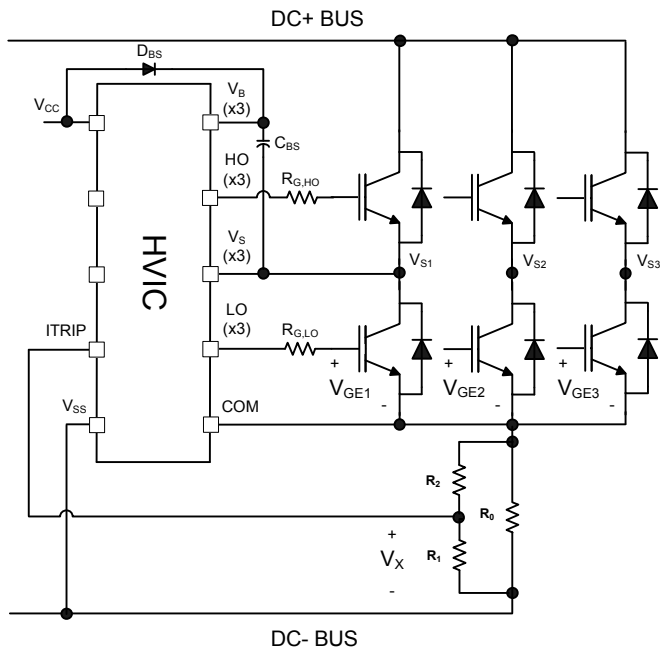 DC+ BUS
DBS
VCC
VB
(x3)
CBS
HO
(x3)
RG,HO
VS
(x3)
HVIC
VS1
VS2
VS3
LO
(x3)
RG,LO
ITRIP
+
VGE1
-
+
VGE2
-
+
VGE3
-
VSS
COM
R2
R0
+
VX
-
R1
DC- BUS